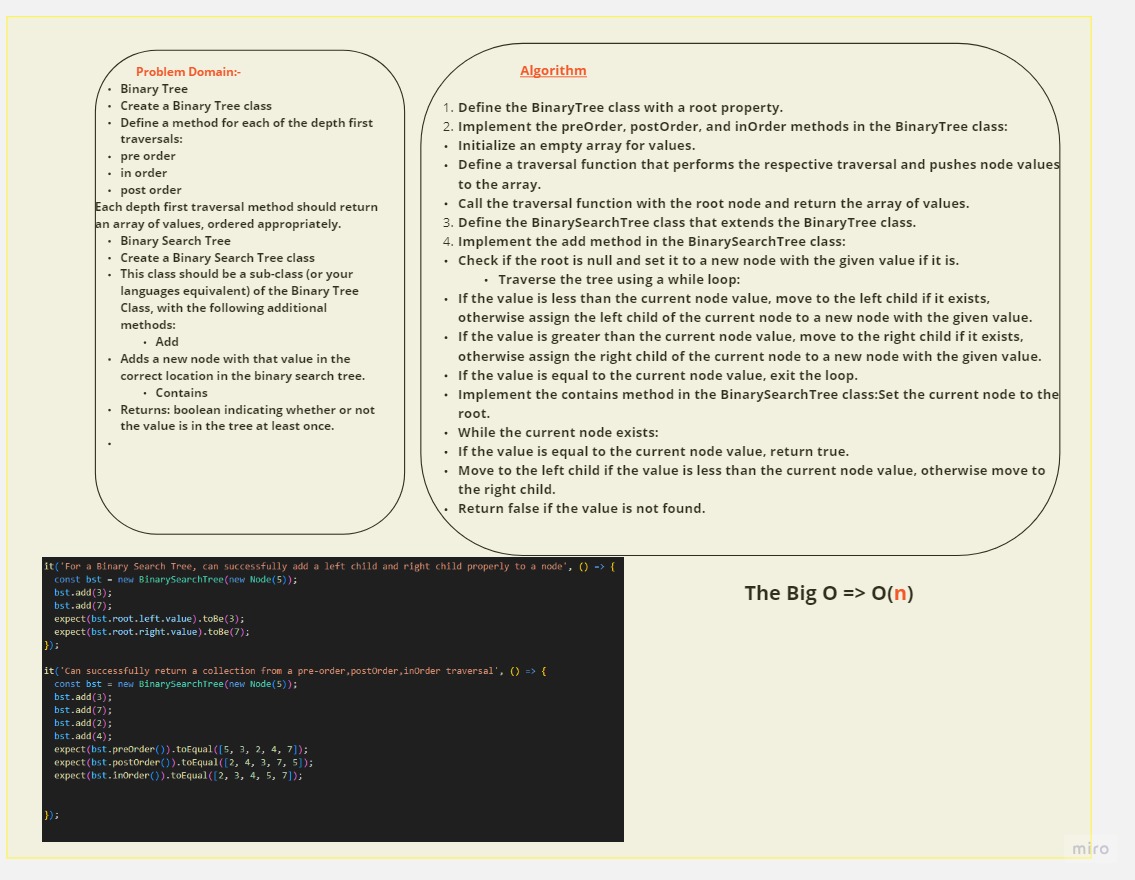 Problem Domain:-
• Binary Tree
• Create a Binary Tree class
• Define a method for each of the depth first
traversals:
• pre order
• in order
• post order
Each depth first traversal method should return
an array of values, ordered appropriately.
• Binary Search Tree
• Create a Binary Search Tree class
• This class should be a sub-class (or your
languages equivalent) of the Binary Tree
Class, with the following additional
methods:
• Add
• Adds a new node with that value in the
correct location in the binary search tree.
• Contains
• Returns: boolean indicating whether or not
the value is in the tree at least once.
•
Algorithm
1. Define the BinaryTree class with a root property.
2. Implement the preOrder, postOrder, and inOrder methods in the BinaryTree class:
• Initialize an empty array for values.
• Define a traversal function that performs the respective traversal and pushes node values
to the array.
• Call the traversal function with the root node and return the array of values.
3. Define the BinarySearchTree class that extends the BinaryTree class.
4. Implement the add method in the BinarySearchTree class:
• Check if the root is null and set it to a new node with the given value if it is.
• Traverse the tree using a while loop:
• If the value is less than the current node value, move to the left child if it exists,
otherwise assign the left child of the current node to a new node with the given value.
• If the value is greater than the current node value, move to the right child if it exists,
otherwise assign the right child of the current node to a new node with the given value.
• If the value is equal to the current node value, exit the loop.
• Implement the contains method in the BinarySearchTree class:Set the current node to the
root.
• While the current node exists:
• If the value is equal to the current node value, return true.
• Move to the left child if the value is less than the current node value, otherwise move to
the right child.
• Return false if the value is not found.
it('For a Binary Search Tree, can successfully add a left child and right child properly to a node', () => {
const bst = new BinarySearchTree(new Node(5));
bst.add(3);
bst.add(7);
expect(bst.root.left.value).toBe(3);
expect(bst.root.right.value).toBe(7);
});
it('Can successfully return a collection from a pre-order,postOrder,inOrder traversal', () => {
const bst = new BinarySearchTree(new Node(5));
bst.add(3);
bst.add(7);
bst.add(2);
bst.add(4);
expect(bst.preOrder()).toEqual([5, 3, 2, 4, 7]);
expect(bst.postOrder()).toEqual([2, 4, 3, 7, 5]);
expect(bst.inOrder()).toEqual([2, 3, 4, 5, 7]);
});
The Big O => O(n)
miro